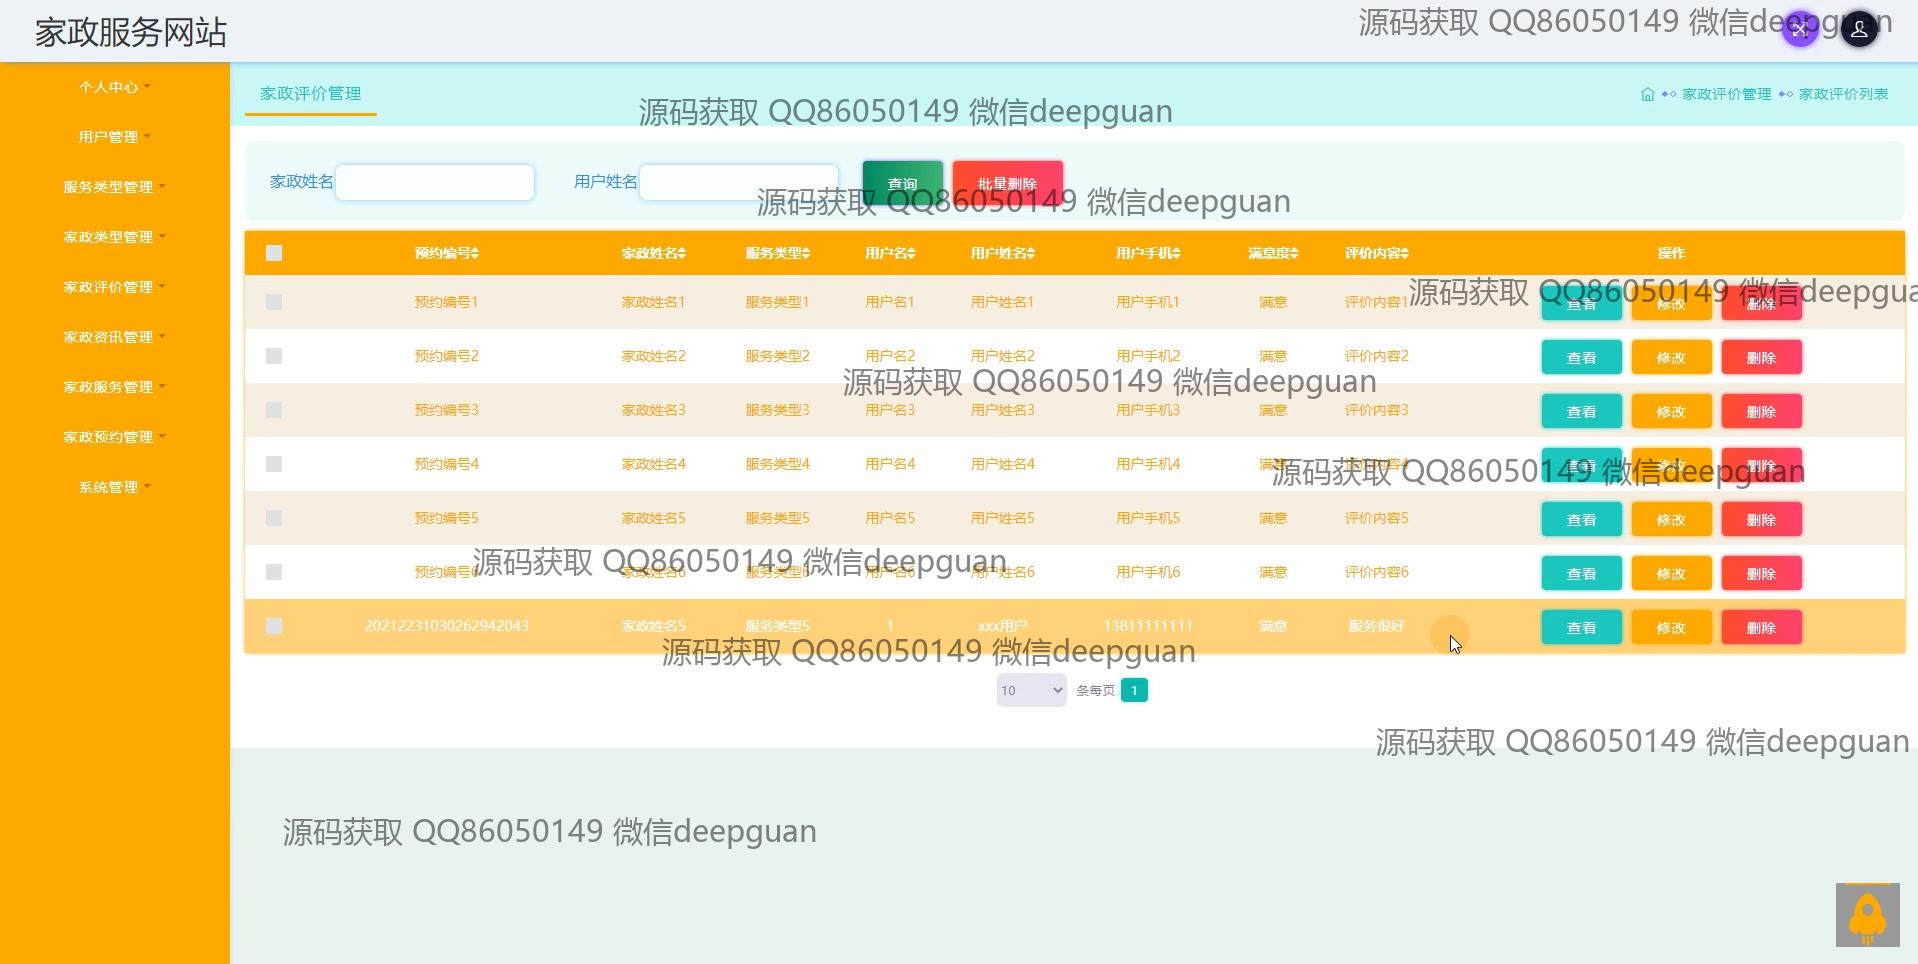 家政服务网站
源码获取 QQ86050149 微信deepguan
个人中心
用户管理
服务类型管理
家政类型管理
家政评价管理
家政资讯管理
家政服务管理
家政预约管理
系统管理
家政评价管理
家政评价管理 家政评价列表
源码获取 QQ86050149 微信deepguan
家政姓名 用户姓名 查询 批量删除
源码获取 QQ86050149 微信deepguan
预约编号 家政姓名 服务类型 用户名 用户姓名 用户手机 满意度 评价内容 操作
源码获取 QQ86050149 微信deepgua
预约编号1 家政姓名1 服务类型1 用户名1 用户姓名1 用户手机1 满意 评价内容1 查看 修改 删除
预约编号2 家政姓名2 服务类型2 用户名2 用户姓名2 用户手机2 满意 评价内容2 查看 修改 删除
源码获取 QQ86050149 微信deepguan
预约编号3 家政姓名3 服务类型3 用户名3 用户姓名3 用户手机3 满意 评价内容3 查看 修改 删除
预约编号4 家政姓名4 服务类型4 用户名4 用户姓名4 用户手机4 满意 评价内容4 查看 修改 删除
源码获取 QQ86050149 微信deepguan
预约编号5 家政姓名5 服务类型5 用户名5 用户姓名5 用户手机5 满意 评价内容5 查看 修改 删除
源码获取 QQ86050149 微信deepguan
预约编号6 家政姓名6 服务类型6 用户名6 用户姓名6 用户手机6 满意 评价内容6 查看 修改 删除
20212231030262942043 家政姓名5 服务类型5 1 xxx用户 13811111111 满意 服务很好 查看 修改 删除
源码获取 QQ86050149 微信deepguan
10 条每页 1
源码获取 QQ86050149 微信deepguan
源码获取 QQ86050149 微信deepguan